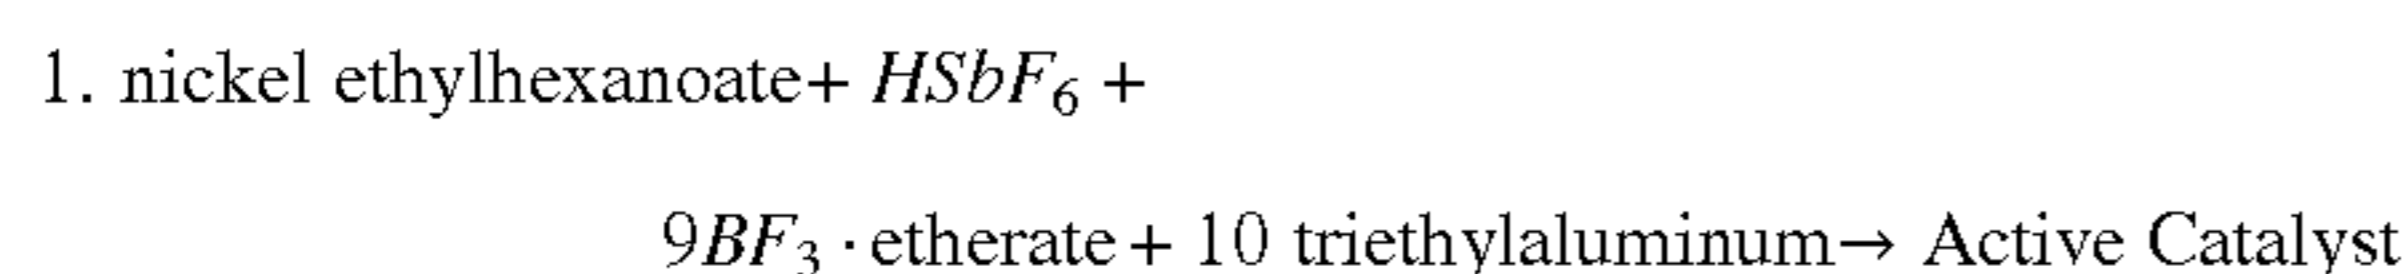 1. nickel ethylhexanoate+ HSbF₆ +
9BF₃ · etherate + 10 triethylaluminum→ Active Catalyst